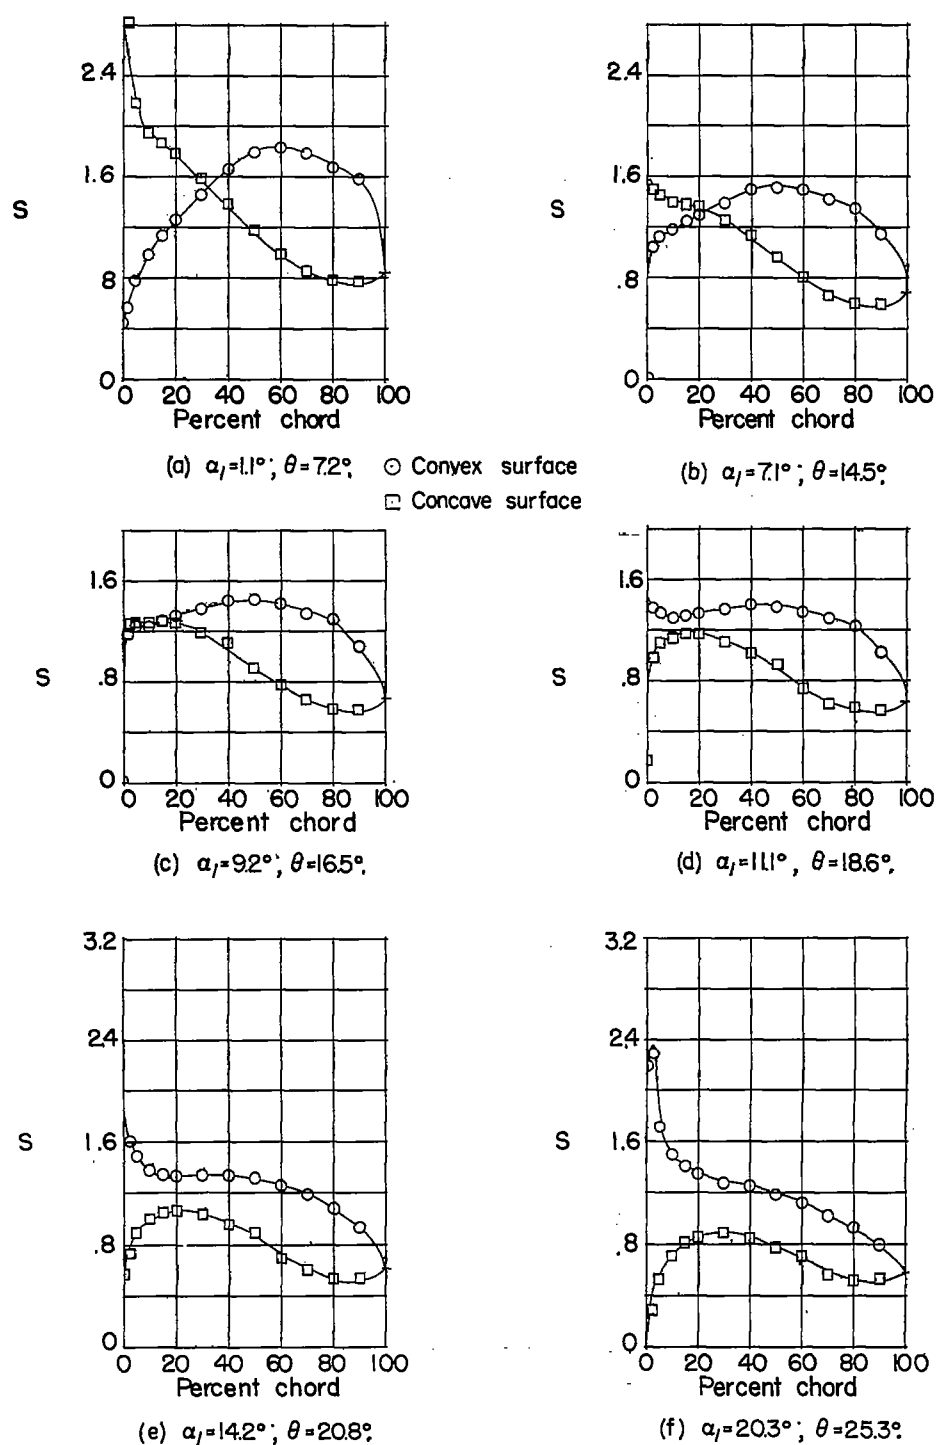 2.4
1.6
S
.8
0
0 20 40 60 80 100
Percent chord
(a) α₁=1.1°; θ=7.2°.
2.4
1.6
S
.8
0
0 20 40 60 80 100
Percent chord
(b) α₁=7.1°; θ=14.5°.
Convex surface
Concave surface
1.6
S
.8
0
0 20 40 60 80 100
Percent chord
(c) α₁=9.2°; θ=16.5°.
1.6
S
.8
0
0 20 40 60 80 100
Percent chord
(d) α₁=11.1°, θ=18.6°.
3.2
2.4
1.6
S
.8
0
0 20 40 60 80 100
Percent chord
(e) α₁=14.2°; θ=20.8°.
3.2
2.4
1.6
S
.8
0
0 20 40 60 80 100
Percent chord
(f) α₁=20.3°; θ=25.3°.